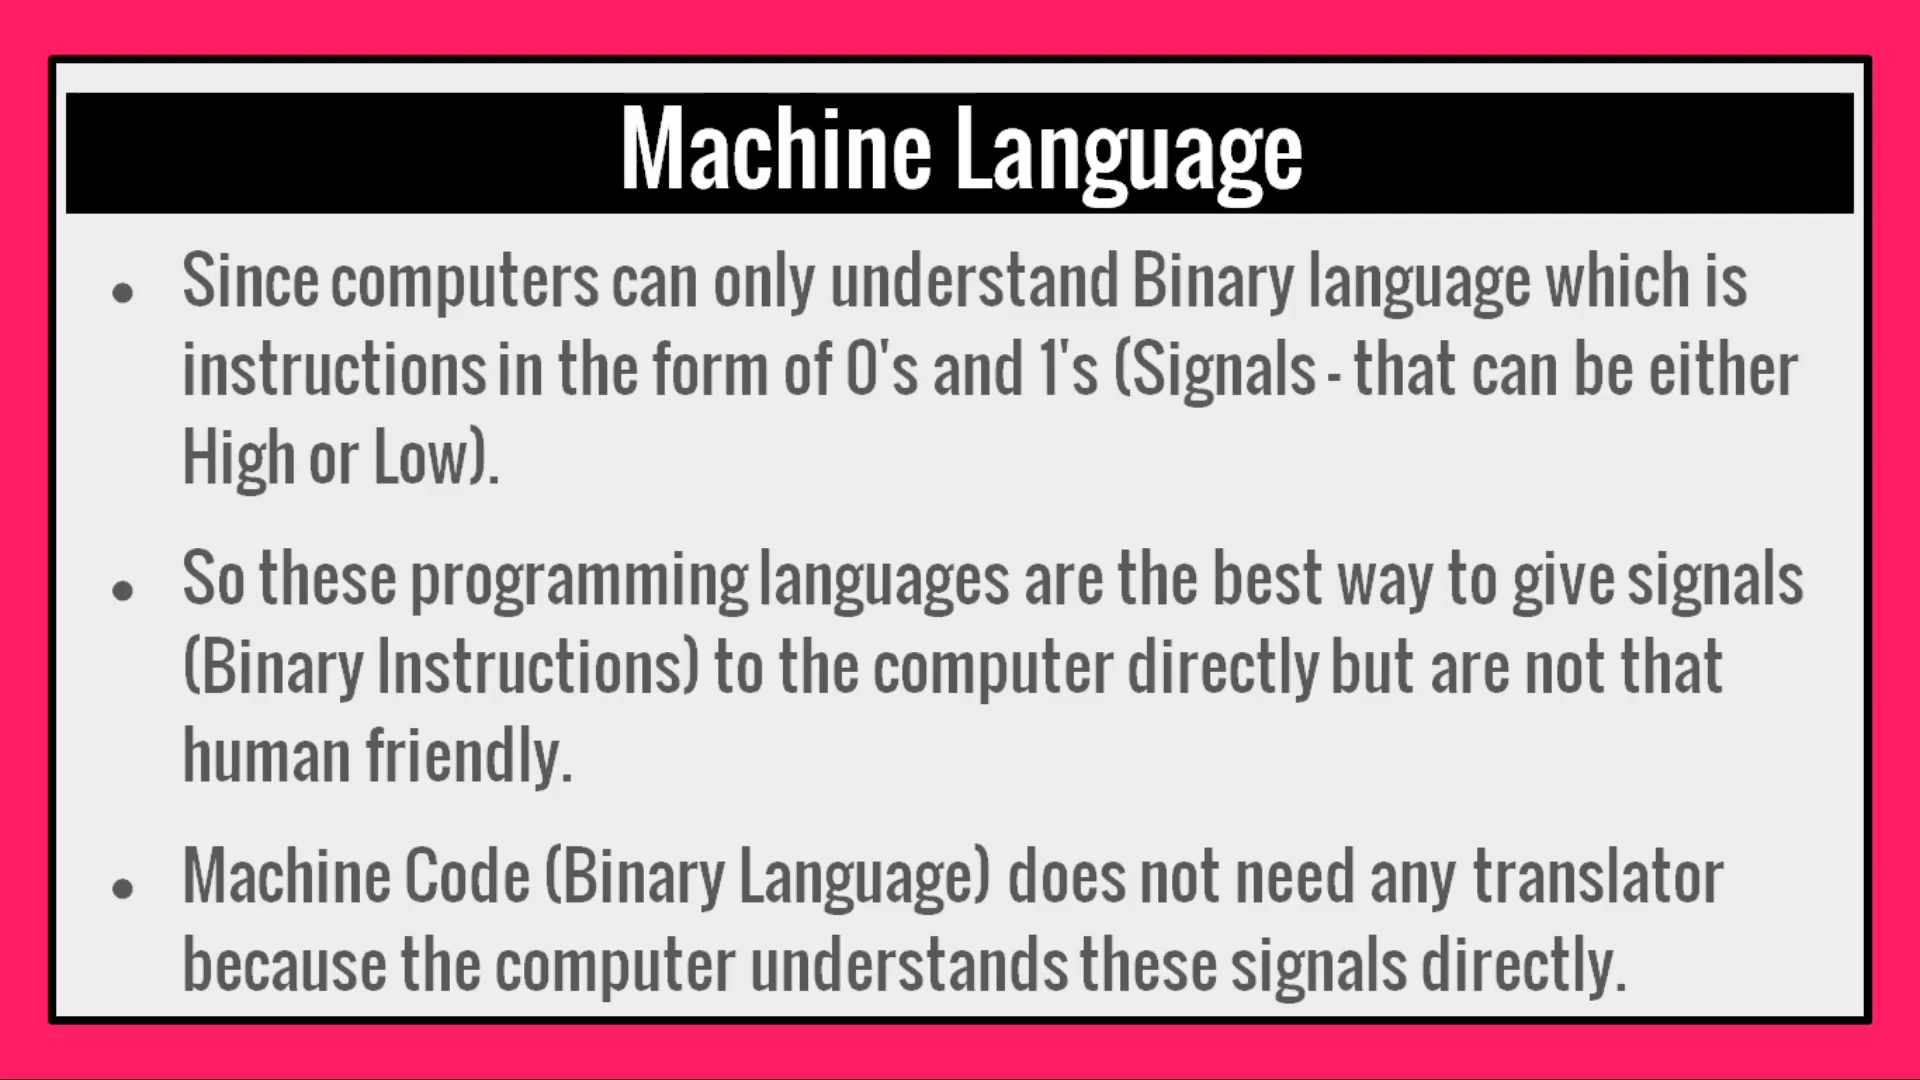 Machine Language
• Since computers can only understand Binary language which is
instructions in the form of 0's and 1's (Signals - that can be either
High or Low).
• So these programming languages are the best way to give signals
(Binary Instructions) to the computer directly but are not that
human friendly.
• Machine Code (Binary Language) does not need any translator
because the computer understands these signals directly.